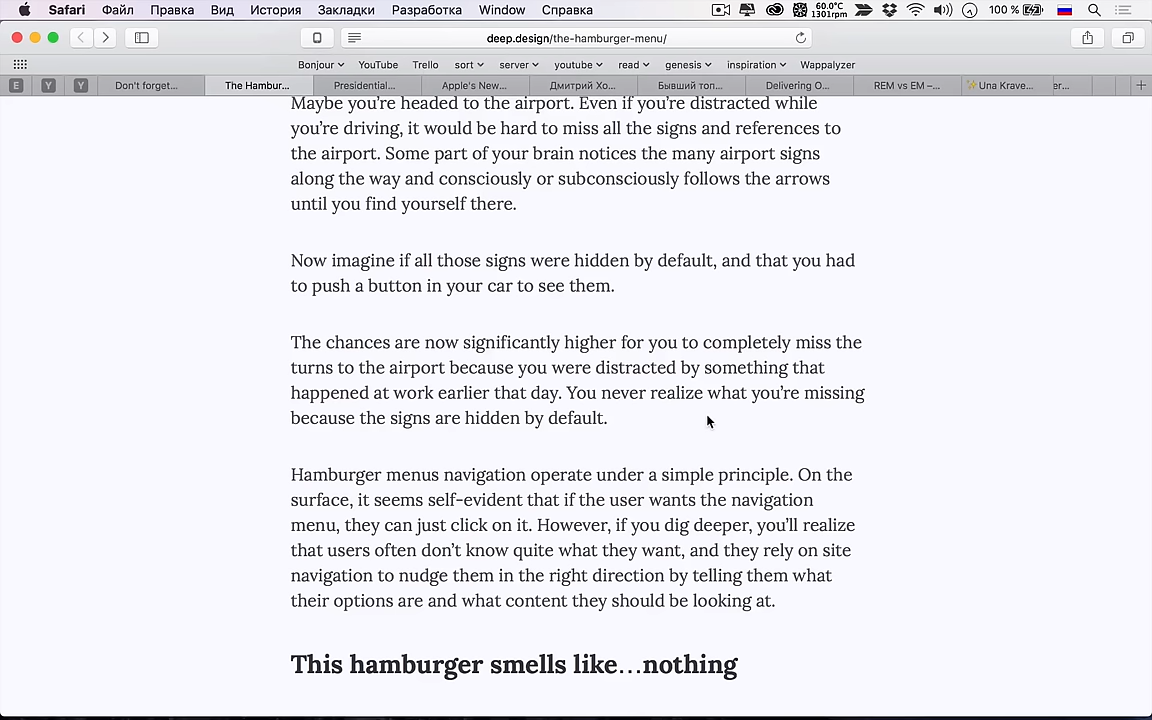 Safari Файл Правка Вид История Закладки Разработка Window Справка 60.0°C 1301rpm 100 %
deep.design/the-hamburger-menu/
Bonjour YouTube Trello sort server youtube read genesis inspiration Wappalyzer
E Y Y Don't forget... The Hambur... Presidential... Apple's New... Дмитрий Хо... Бывший топ... Delivering O... REM vs EM –... ✨ Una Krave... er...
Maybe you're headed to the airport. Even if you're distracted while
you're driving, it would be hard to miss all the signs and references to
the airport. Some part of your brain notices the many airport signs
along the way and consciously or subconsciously follows the arrows
until you find yourself there.
Now imagine if all those signs were hidden by default, and that you had
to push a button in your car to see them.
The chances are now significantly higher for you to completely miss the
turns to the airport because you were distracted by something that
happened at work earlier that day. You never realize what you're missing
because the signs are hidden by default.
Hamburger menus navigation operate under a simple principle. On the
surface, it seems self-evident that if the user wants the navigation
menu, they can just click on it. However, if you dig deeper, you'll realize
that users often don't know quite what they want, and they rely on site
navigation to nudge them in the right direction by telling them what
their options are and what content they should be looking at.
This hamburger smells like…nothing